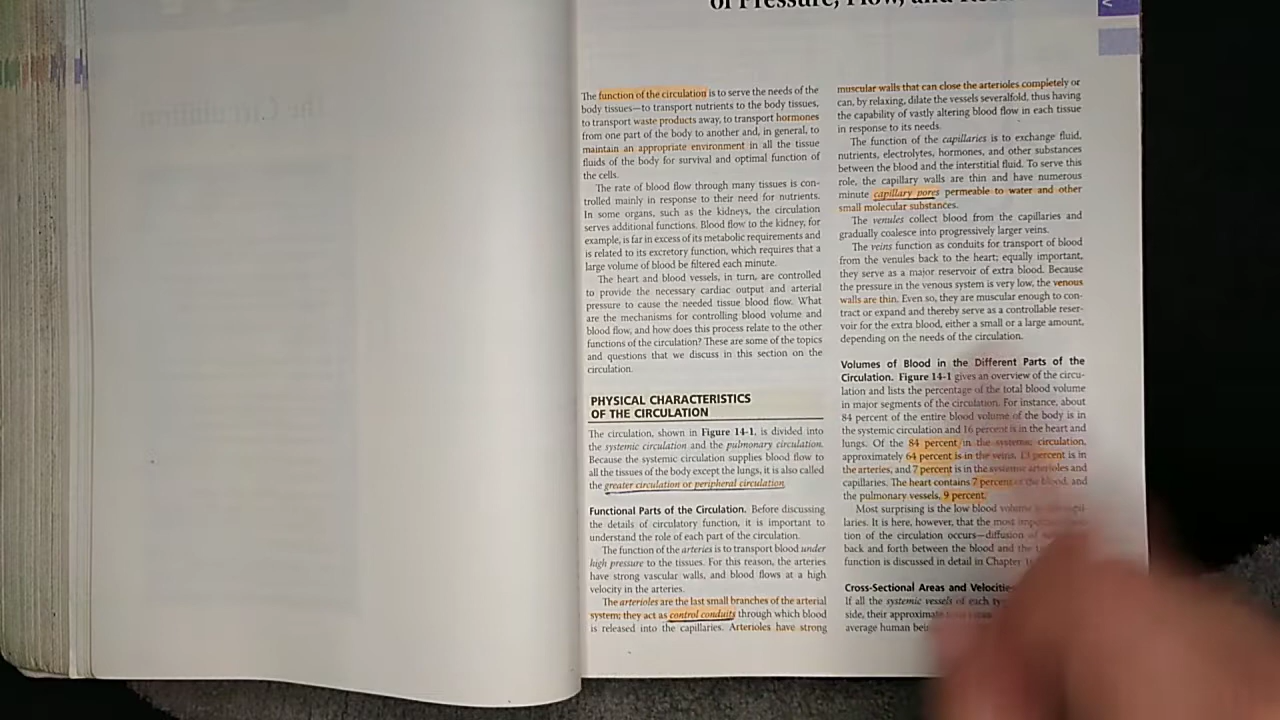 of Pressure, Flow, and
The function of the circulation is to serve the needs of the
body tissues—to transport nutrients to the body tissues,
to transport waste products away, to transport hormones
from one part of the body to another and, in general, to
maintain an appropriate environment in all the tissue
fluids of the body for survival and optimal function of
the cells.
The rate of blood flow through many tissues is con-
trolled mainly in response to their need for nutrients.
In some organs, such as the kidneys, the circulation
serves additional functions. Blood flow to the kidney, for
example, is far in excess of its metabolic requirements and
is related to its excretory function, which requires that a
large volume of blood be filtered each minute.
The heart and blood vessels, in turn, are controlled
to provide the necessary cardiac output and arterial
pressure to cause the needed tissue blood flow. What
are the mechanisms for controlling blood volume and
blood flow, and how does this process relate to the other
functions of the circulation? These are some of the topics
and questions that we discuss in this section on the
circulation.
PHYSICAL CHARACTERISTICS
OF THE CIRCULATION
The circulation, shown in Figure 14-1, is divided into
the systemic circulation and the pulmonary circulation.
Because the systemic circulation supplies blood flow to
all the tissues of the body except the lungs, it is also called
the greater circulation or peripheral circulation.
Functional Parts of the Circulation. Before discussing
the details of circulatory function, it is important to
understand the role of each part of the circulation.
The function of the arteries is to transport blood under
high pressure to the tissues. For this reason, the arteries
have strong vascular walls, and blood flows at a high
velocity in the arteries.
The arterioles are the last small branches of the arterial
system; they act as control conduits through which blood
is released into the capillaries. Arterioles have strong
muscular walls that can close the arterioles completely or
can, by relaxing, dilate the vessels severalfold, thus having
the capability of vastly altering blood flow in each tissue
in response to its needs.
The function of the capillaries is to exchange fluid,
nutrients, electrolytes, hormones, and other substances
between the blood and the interstitial fluid. To serve this
role, the capillary walls are thin and have numerous
minute capillary pores permeable to water and other
small molecular substances.
The venules collect blood from the capillaries and
gradually coalesce into progressively larger veins.
The veins function as conduits for transport of blood
from the venules back to the heart; equally important,
they serve as a major reservoir of extra blood. Because
the pressure in the venous system is very low, the venous
walls are thin. Even so, they are muscular enough to con-
tract or expand and thereby serve as a controllable reser-
voir for the extra blood, either a small or a large amount,
depending on the needs of the circulation.
Volumes of Blood in the Different Parts of the
Circulation. Figure 14-1 gives an overview of the circu-
lation and lists the percentage of the total blood volume
in major segments of the circulation. For instance, about
84 percent of the entire blood volume of the body is in
the systemic circulation and 16 percent is in the heart and
lungs. Of the 84 percent in the systemic circulation,
approximately 64 percent is in the veins, 13 percent is in
the arteries, and 7 percent is in the systemic arterioles and
capillaries. The heart contains 7 percent of the blood, and
the pulmonary vessels, 9 percent.
Most surprising is the low blood volume
laries. It is here, however, that the most
tion of the circulation occurs—diffusion of
back and forth between the blood and the
function is discussed in detail in Chapter
Cross-Sectional Areas and
If all the systemic vessels of each
side, their
average human